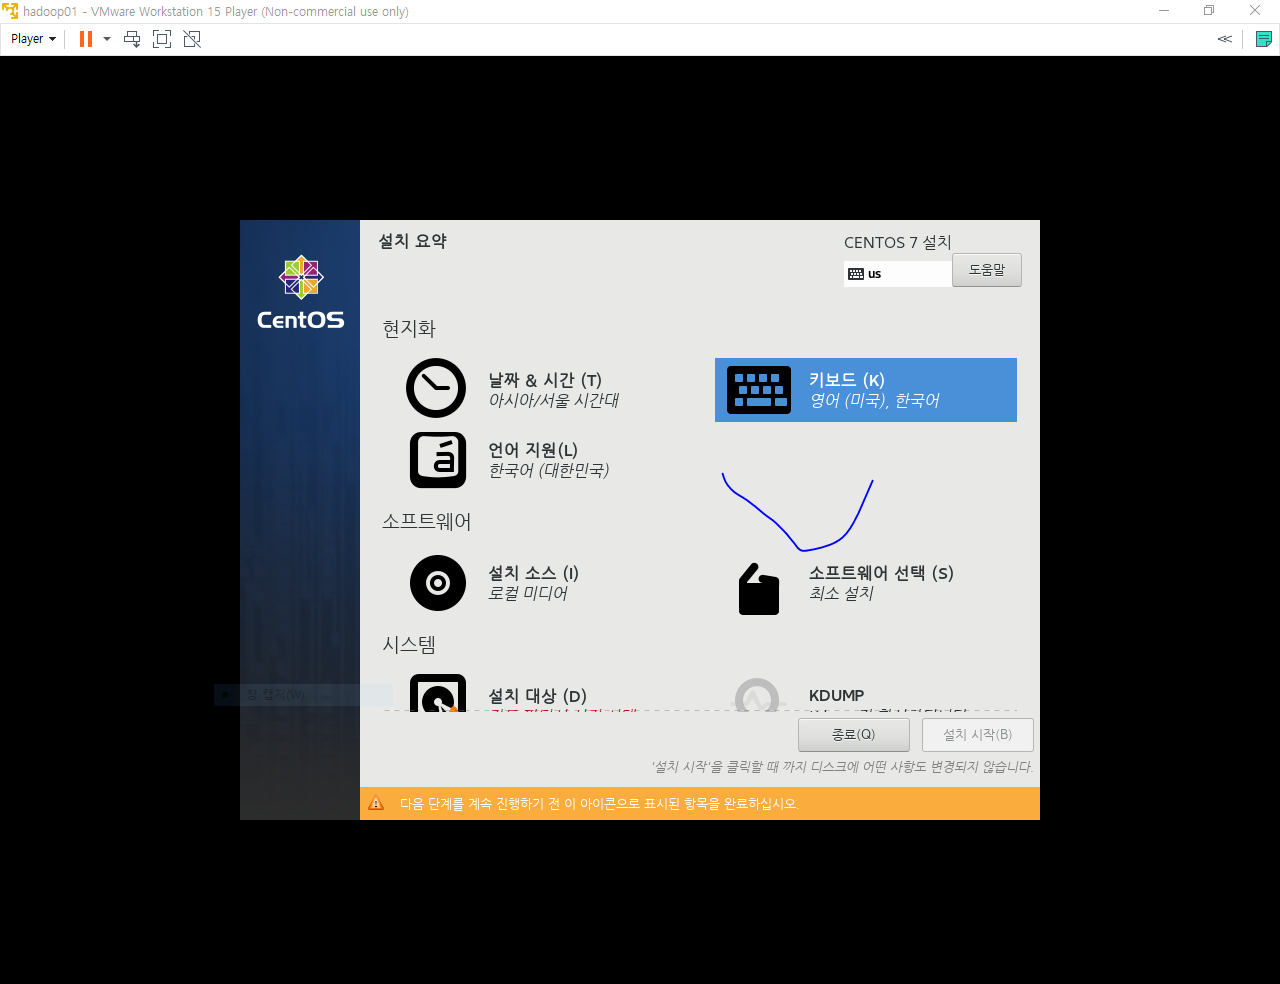 hadoop01 - VMware Workstation 15 Player (Non-commercial use only)
Player
설치 요약
CENTOS 7 설치
us
도움말
CentOS
현지화
날짜 & 시간 (T)
아시아/서울 시간대
키보드 (K)
영어 (미국), 한국어
언어 지원(L)
한국어 (대한민국)
소프트웨어
설치 소스 (I)
로컬 미디어
소프트웨어 선택 (S)
최소 설치
시스템
창 캡처(W)
설치 대상 (D)
KDUMP
종료(Q)
설치 시작(B)
'설치 시작'을 클릭할 때 까지 디스크에 어떤 사항도 변경되지 않습니다.
다음 단계를 계속 진행하기 전 이 아이콘으로 표시된 항목을 완료하십시오.